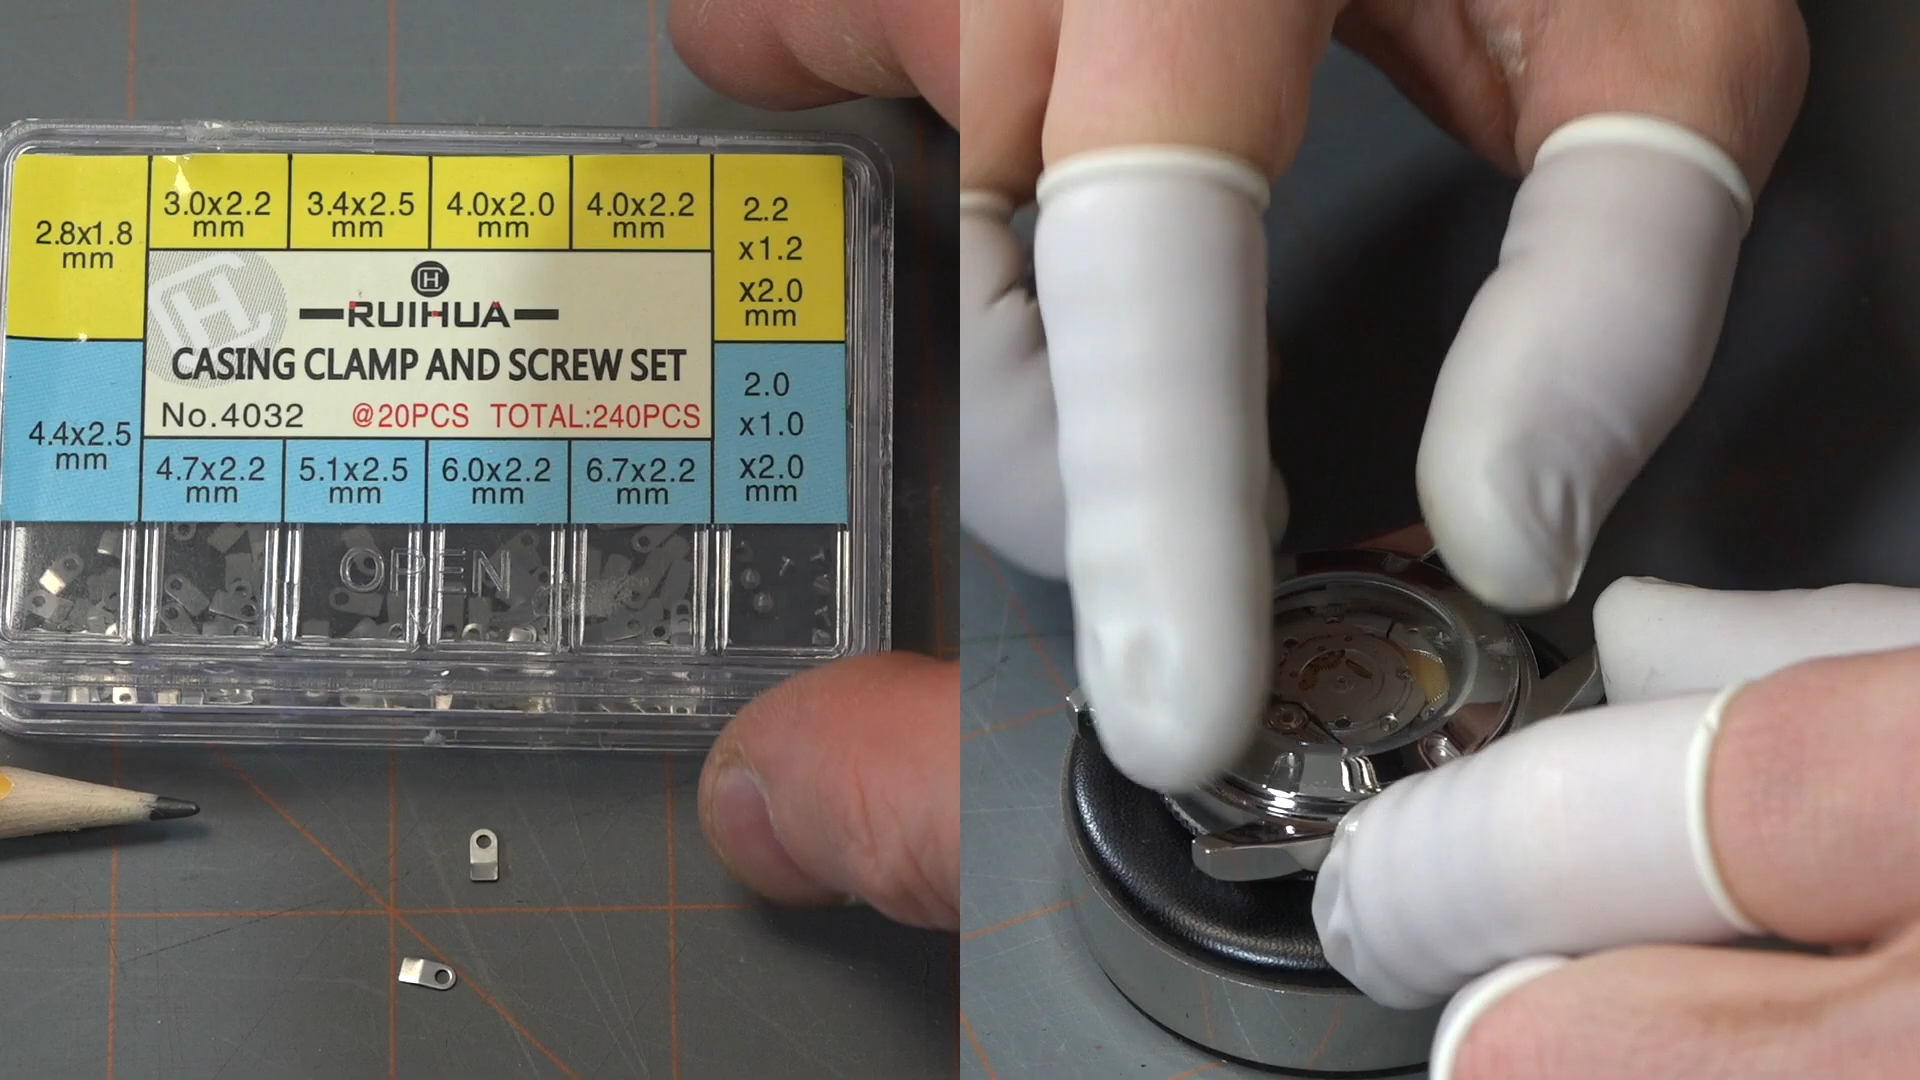 2.8x1.8
mm
3.0x2.2
mm
3.4x2.5
mm
4.0x2.0
mm
4.0x2.2
mm
2.2
x1.2
x2.0
mm
H
RUIHUA
CASING CLAMP AND SCREW SET
No.4032 @20PCS TOTAL:240PCS
4.4x2.5
mm
4.7x2.2
mm
5.1x2.5
mm
6.0x2.2
mm
6.7x2.2
mm
2.0
x1.0
x2.0
mm
OPEN